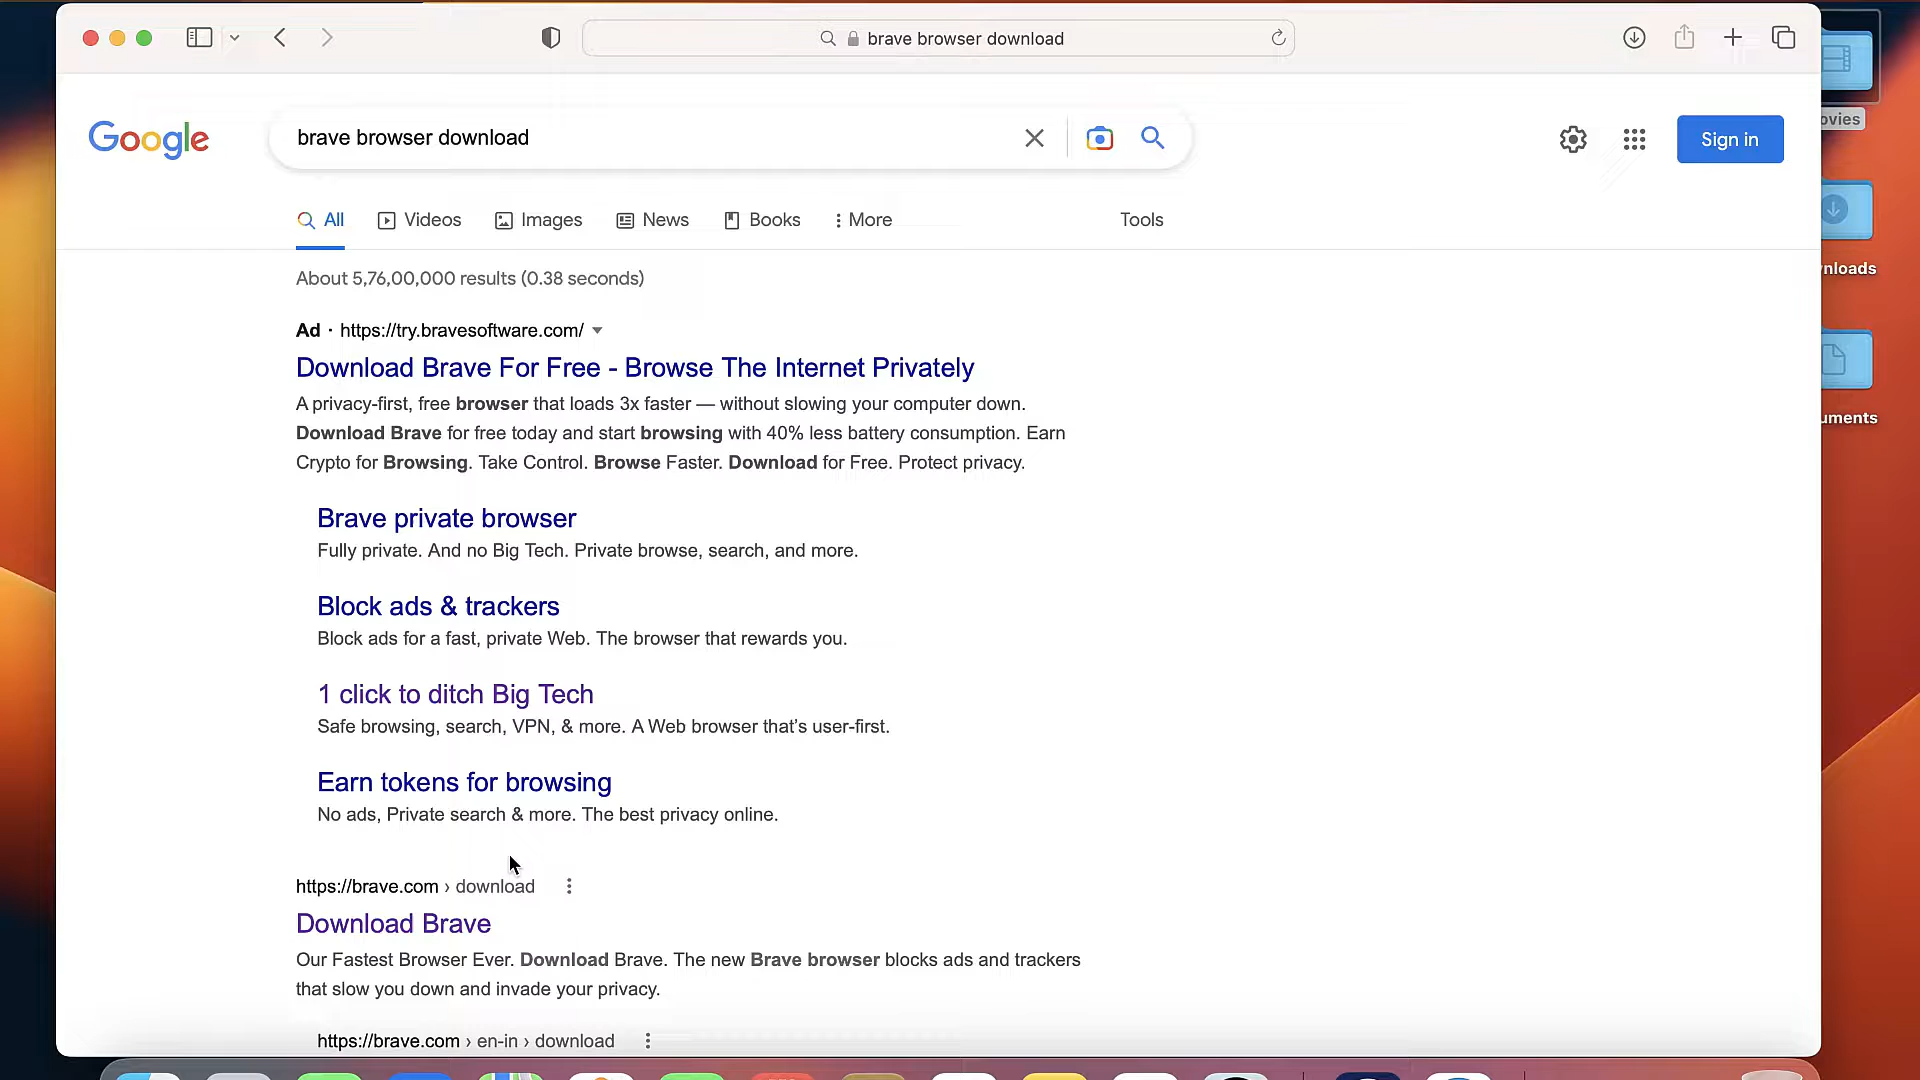 brave browser download
Google
brave browser download
Sign in
All Videos Images News Books More Tools
About 5,76,00,000 results (0.38 seconds)
Ad · https://try.bravesoftware.com/
Download Brave For Free - Browse The Internet Privately
A privacy-first, free browser that loads 3x faster — without slowing your computer down.
Download Brave for free today and start browsing with 40% less battery consumption. Earn
Crypto for Browsing. Take Control. Browse Faster. Download for Free. Protect privacy.
Brave private browser
Fully private. And no Big Tech. Private browse, search, and more.
Block ads & trackers
Block ads for a fast, private Web. The browser that rewards you.
1 click to ditch Big Tech
Safe browsing, search, VPN, & more. A Web browser that's user-first.
Earn tokens for browsing
No ads, Private search & more. The best privacy online.
https://brave.com › download
Download Brave
Our Fastest Browser Ever. Download Brave. The new Brave browser blocks ads and trackers
that slow you down and invade your privacy.
https://brave.com › en-in › download
ovies
nloads
uments